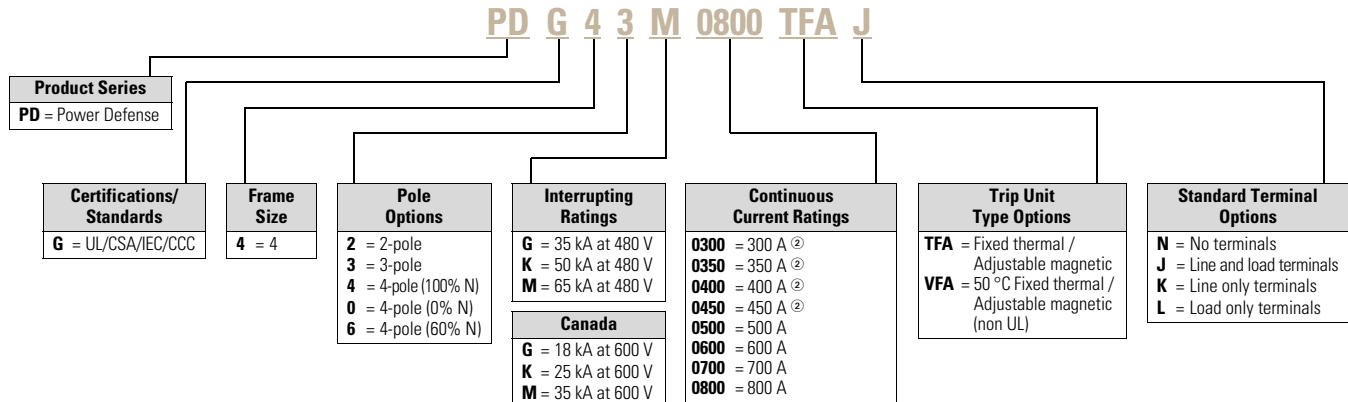 PD G 4 3 M 0800 TFA J
Product Series
PD = Power Defense
Certifications/
Standards
G = UL/CSA/IEC/CCC
Frame
Size
4 = 4
Pole
Options
2 = 2-pole
3 = 3-pole
4 = 4-pole (100% N)
0 = 4-pole (0% N)
6 = 4-pole (60% N)
Interrupting
Ratings
G = 35 kA at 480 V
K = 50 kA at 480 V
M = 65 kA at 480 V
Canada
G = 18 kA at 600 V
K = 25 kA at 600 V
M = 35 kA at 600 V
Continuous
Current Ratings
0300 = 300 A ②
0350 = 350 A ②
0400 = 400 A ②
0450 = 450 A ②
0500 = 500 A
0600 = 600 A
0700 = 700 A
0800 = 800 A
Trip Unit
Type Options
TFA = Fixed thermal /
Adjustable magnetic
VFA = 50 °C Fixed thermal /
Adjustable magnetic
(non UL)
Standard Terminal
Options
N = No terminals
J = Line and load terminals
K = Line only terminals
L = Load only terminals